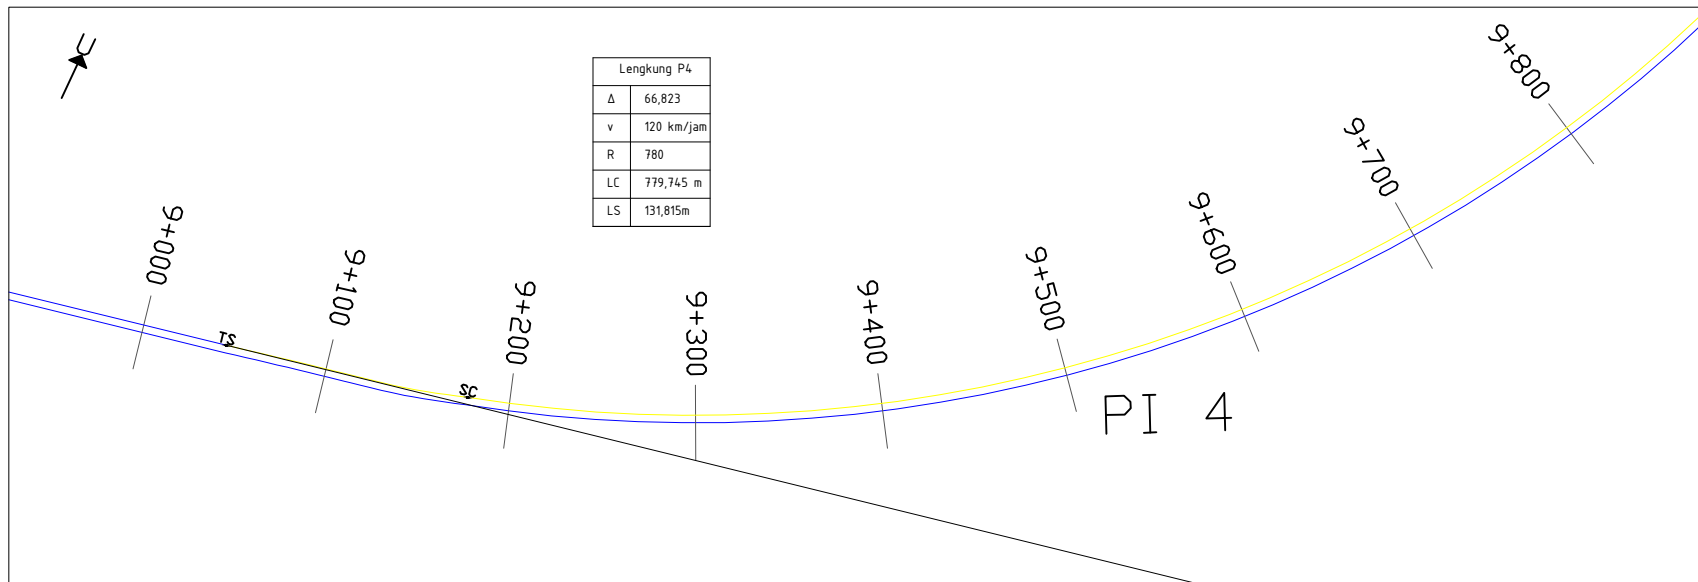 U
Lengkung P4
Δ 66,823
v 120 km/jam
R 780
LC 779,745 m
LS 131,815m
9+000
TS
9+100
SC
9+200
9+300
9+400
9+500
9+600
9+700
9+800
PI 4